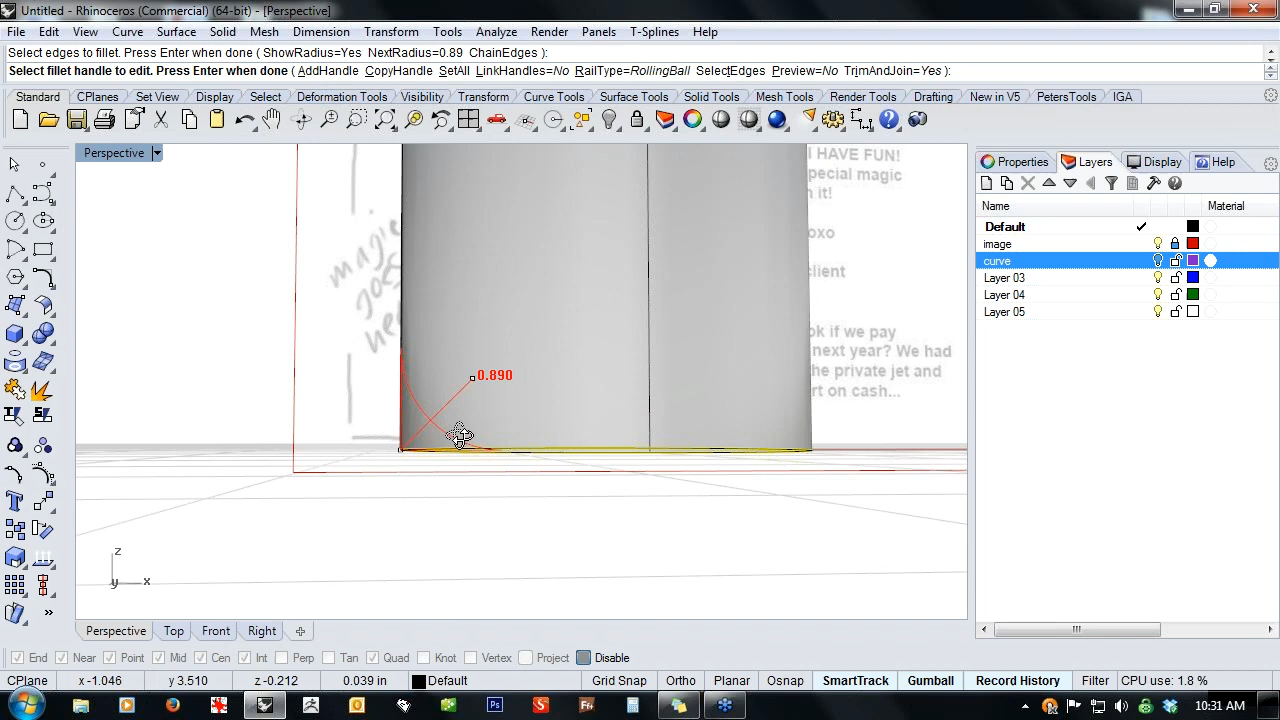 Untitled - Rhinoceros (Commercial) (64-bit) - [Perspective]
File Edit View Curve Surface Solid Mesh Dimension Transform Tools Analyze Render Panels T-Splines Help
Select edges to fillet. Press Enter when done ( ShowRadius=Yes NextRadius=0.89 ChainEdges ):
Select fillet handle to edit. Press Enter when done ( AddHandle CopyHandle SetAll LinkHandles=No RailType=RollingBall SelectEdges Preview=No TrimAndJoin=Yes ):
Standard CPlanes Set View Display Select Deformation Tools Visibility Transform Curve Tools Surface Tools Solid Tools Mesh Tools Render Tools Drafting New in V5 PetersTools IGA
Perspective
Properties Layers Display Help
Name Material
Default
image
curve
Layer 03
Layer 04
Layer 05
I HAVE FUN!
pecial magic
it!
oxo
client
ok if we pay
next year? We had
he private jet and
rt on cash...
magic
0.890
z
y x
Perspective Top Front Right
End Near Point Mid Cen Int Perp Tan Quad Knot Vertex Project Disable
CPlane x -1.046 y 3.510 z -0.212 0.039 in Default Grid Snap Ortho Planar Osnap SmartTrack Gumball Record History Filter CPU use: 1.8 %
10:31 AM